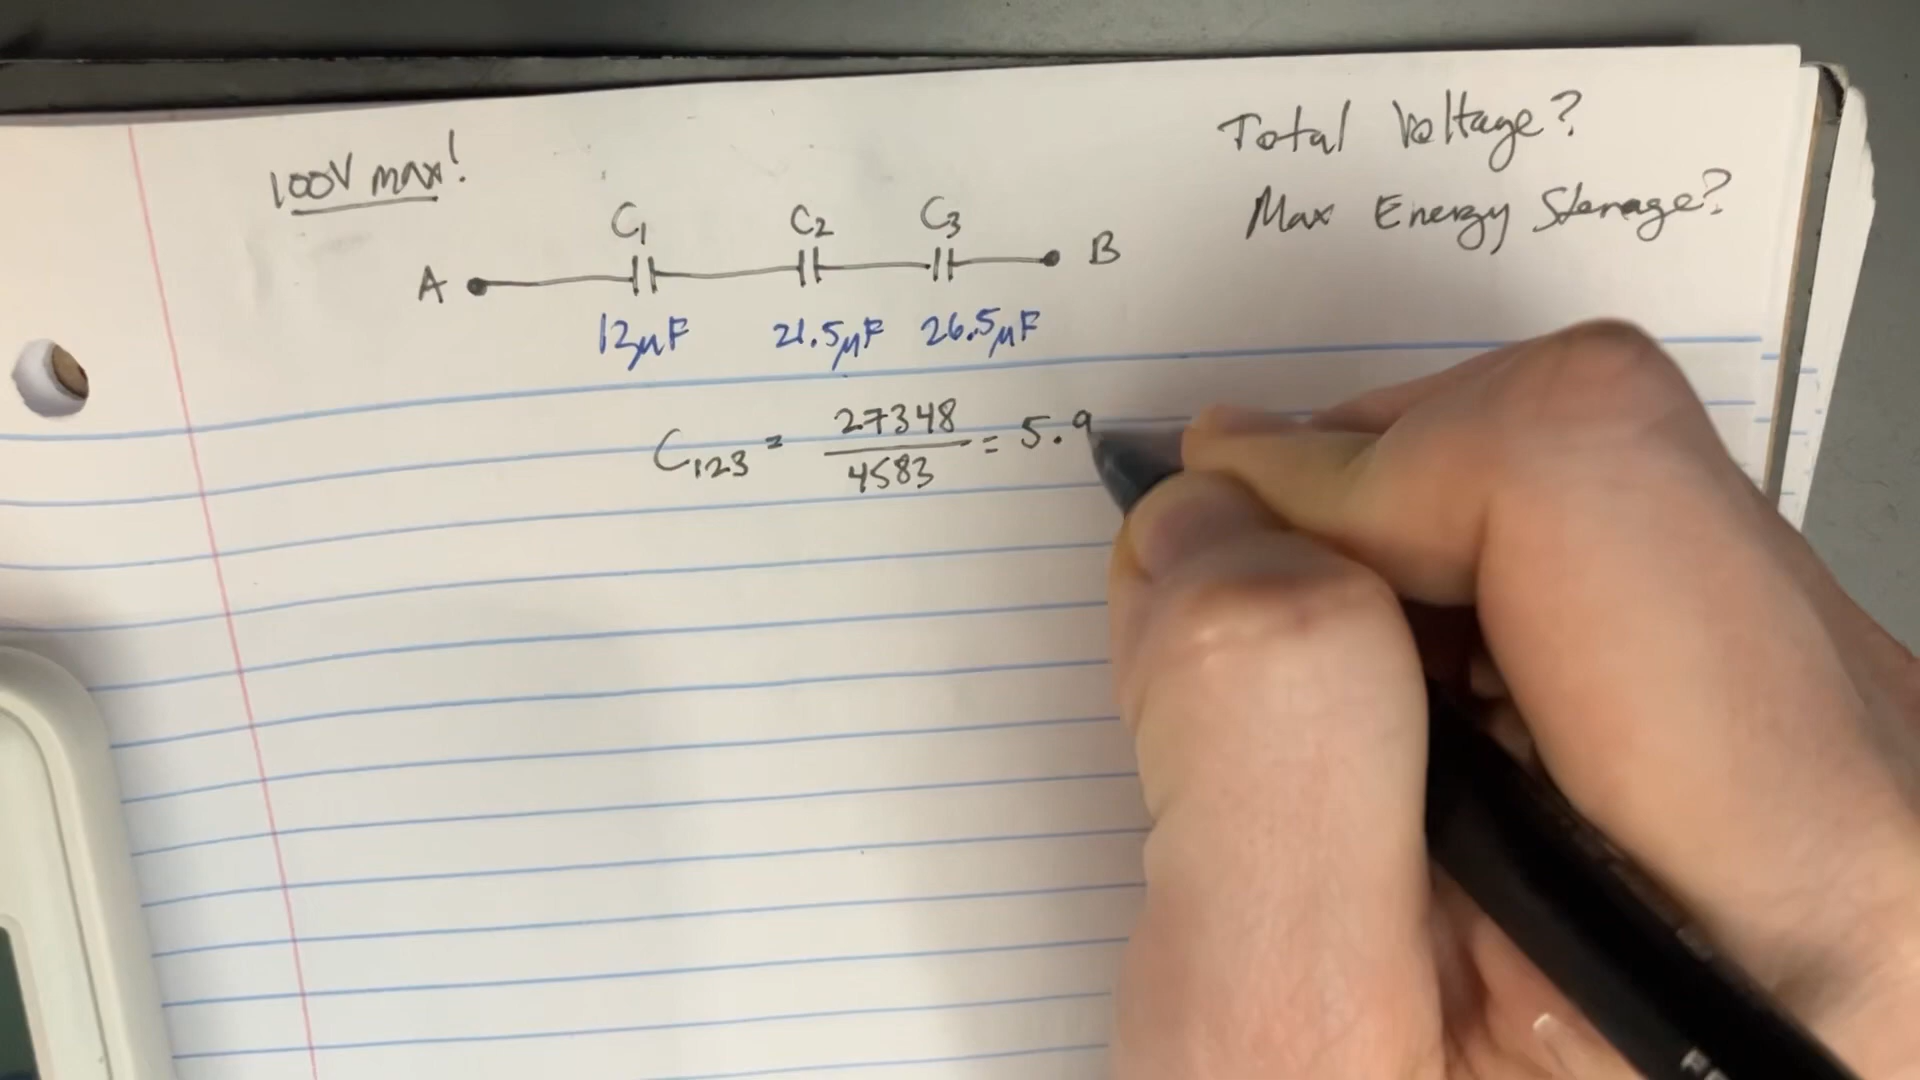 Total Voltage?
100V max!
Max Energy Storage?
C1 C2 C3
A B
12μF 21.5μF 26.5μF
C123 = 27348/4583 = 5.9